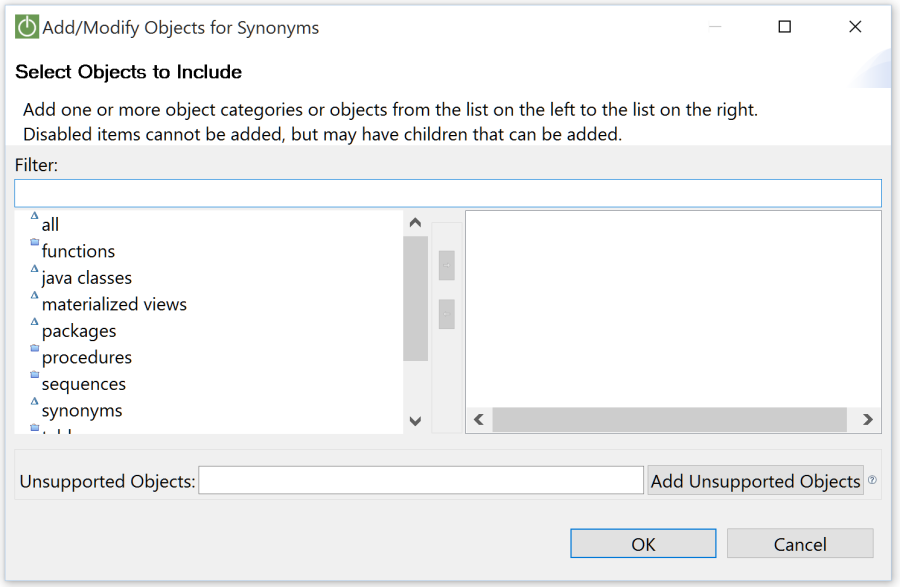 Add/Modify Objects for Synonyms
Select Objects to Include
Add one or more object categories or objects from the list on the left to the list on the right.
Disabled items cannot be added, but may have children that can be added.
Filter:
all
functions
java classes
materialized views
packages
procedures
sequences
synonyms
Unsupported Objects:
Add Unsupported Objects
OK
Cancel